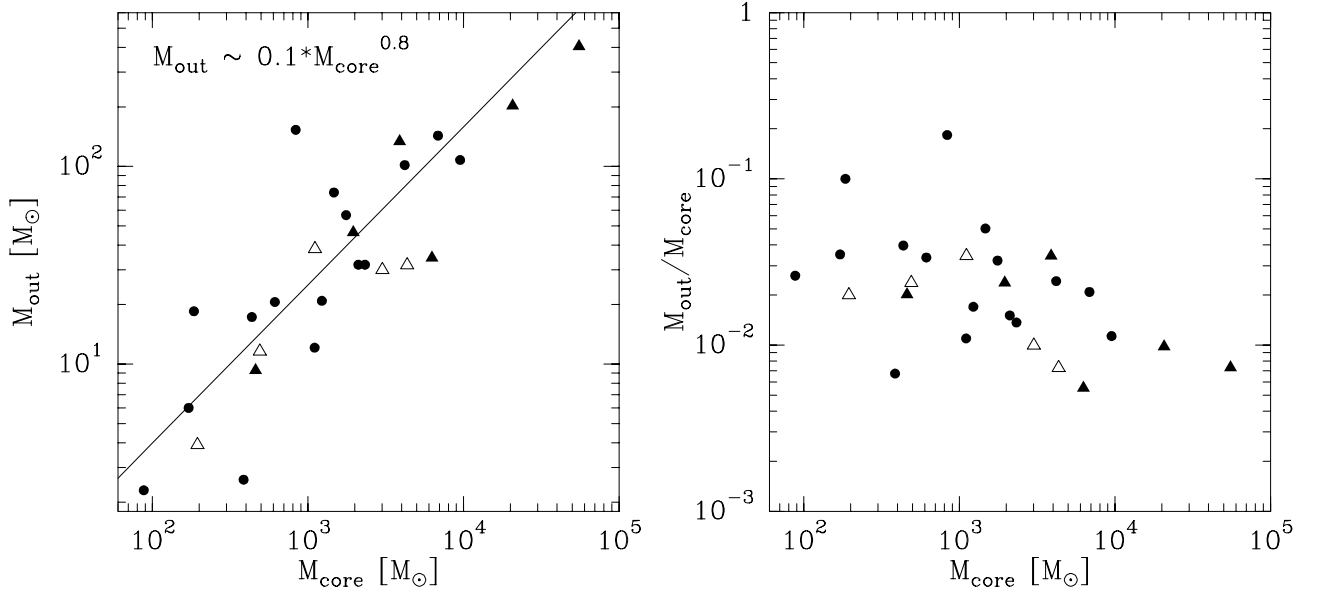 M_out ~ 0.1*M_core^0.8
10^2
10^1
M_out [M_⊙]
10^2 10^3 10^4 10^5
M_core [M_⊙]
1
10^−1
10^−2
10^−3
M_out/M_core
10^2 10^3 10^4 10^5
M_core [M_⊙]